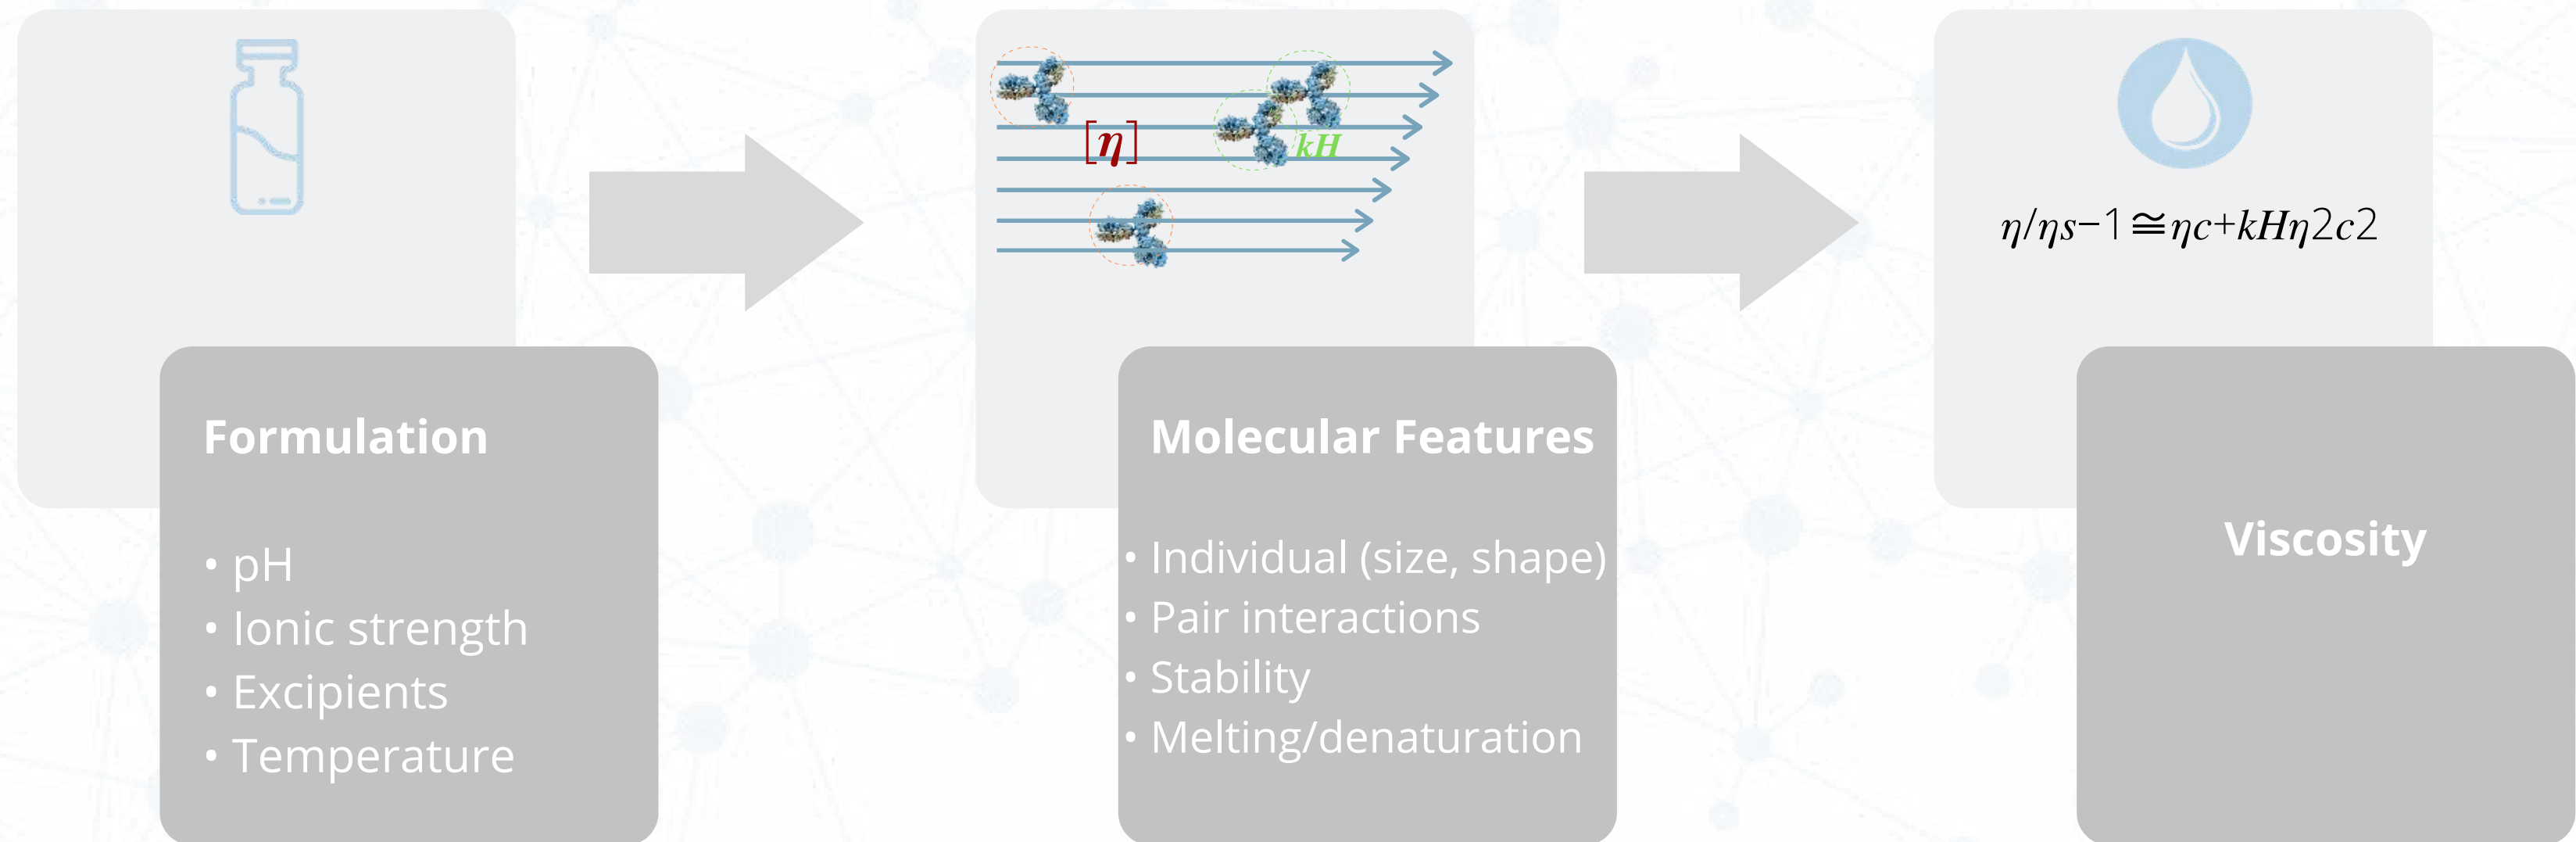 Formulation
• pH
• Ionic strength
• Excipients
• Temperature
[η]
kH
Molecular Features
• Individual (size, shape)
• Pair interactions
• Stability
• Melting/denaturation
η/ηs−1≅ηc+kHη2c2
Viscosity